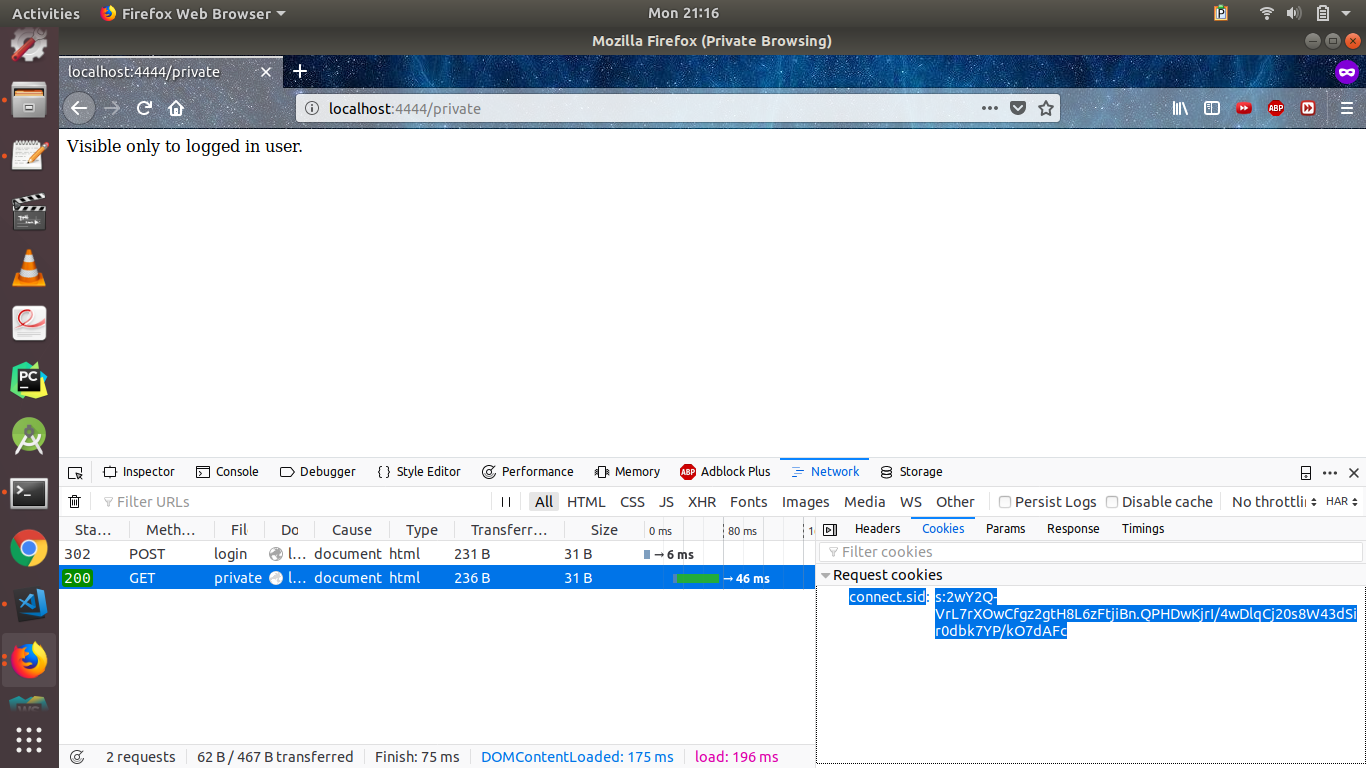 Activities Firefox Web Browser Mon 21:16
Mozilla Firefox (Private Browsing)
localhost:4444/private
localhost:4444/private
ABP
Visible only to logged in user.
PC
Inspector Console Debugger Style Editor Performance Memory Adblock Plus Network Storage
Filter URLs All HTML CSS JS XHR Fonts Images Media WS Other Persist Logs Disable cache No throttli HAR
Sta… Meth… Fil Do Cause Type Transferr… Size 0 ms 80 ms
302 POST login l… document html 231 B 31 B → 6 ms
200 GET private l… document html 236 B 31 B → 46 ms
Headers Cookies Params Response Timings
Filter cookies
Request cookies
connect.sid: s:2wY2Q-
VrL7rXOwCfgz2gtH8L6zFtjiBn.QPHDwKjrI/4wDlqCj20s8W43dSi
r0dbk7YP/kO7dAFc
2 requests 62 B / 467 B transferred Finish: 75 ms DOMContentLoaded: 175 ms load: 196 ms